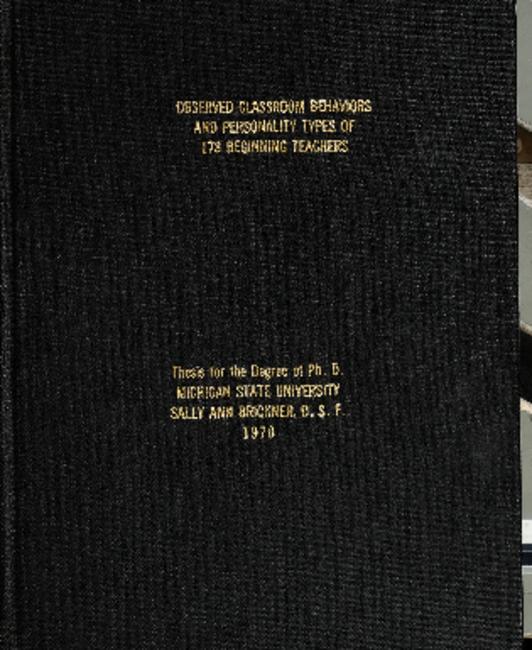 OBSERVED CLASSROOM BEHAVIORS
AND PERSONALITY TYPES OF
178 BEGINNING TEACHERS
Thesis for the Degree of Ph. D.
MICHIGAN STATE UNIVERSITY
SALLY ANN BRICKNER, O. S. F.
1970